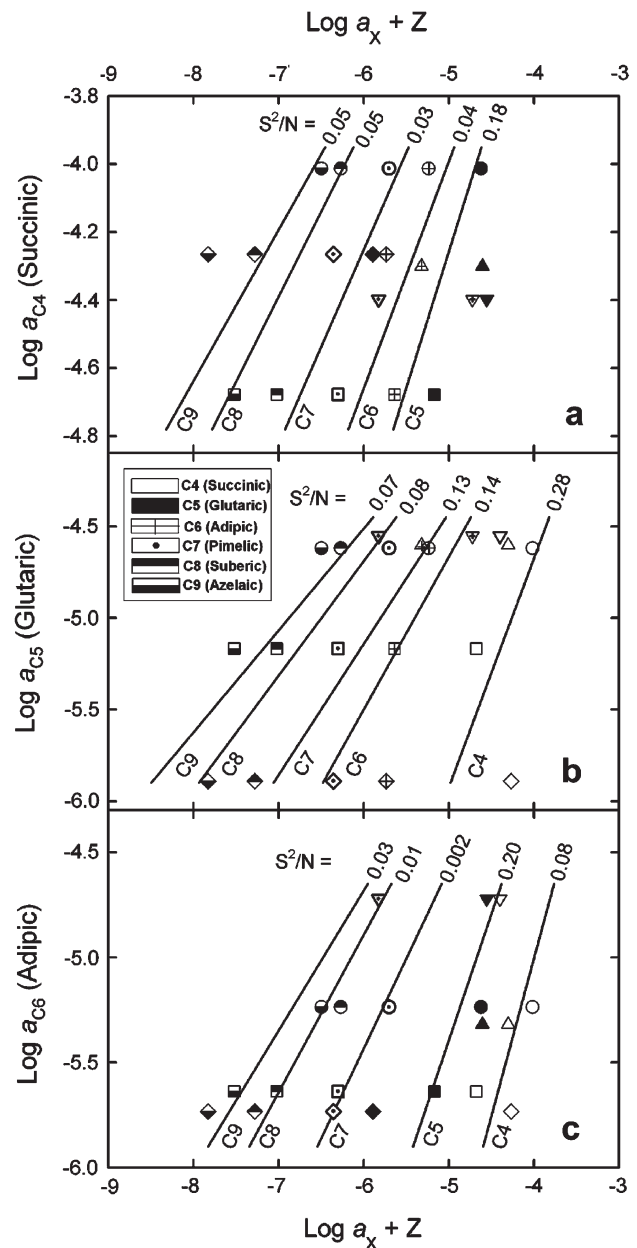 Log aₓ + Z
-8 -7 -6 -5 -4 -3
-3.8
-4.0
-4.2
-4.4
-4.6
-4.8
Log a_C4 (Succinic)
S²/N = 0.05 0.05 0.03 0.04 0.18
C9 C8 C7 C6 C5
a
-4.5
-5.0
-5.5
-6.0
Log a_C5 (Glutaric)
C4 (Succinic)
C5 (Glutaric)
C6 (Adipic)
C7 (Pimelic)
C8 (Suberic)
C9 (Azelaic)
S²/N = 0.07 0.08 0.13 0.14 0.28
C9 C8 C7 C6 C4
b
-4.5
-5.0
-5.5
-6.0
Log a_C6 (Adipic)
S²/N = 0.03 0.01 0.002 0.20 0.08
C9 C8 C7 C5 C4
c
-9 -8 -7 -6 -5 -4 -3
Log aₓ + Z